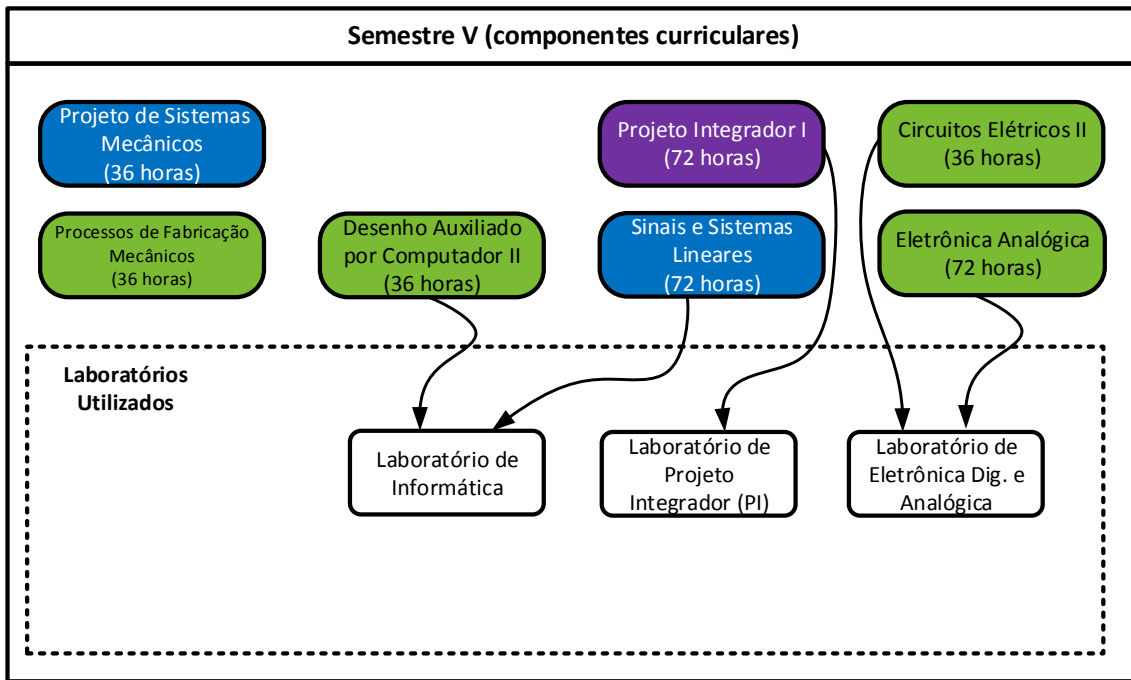 Semestre V (componentes curriculares)
Projeto de Sistemas
Mecânicos
(36 horas)
Projeto Integrador I
(72 horas)
Circuitos Elétricos II
(36 horas)
Processos de Fabricação
Mecânicos
(36 horas)
Desenho Auxiliado
por Computador II
(36 horas)
Sinais e Sistemas
Lineares
(72 horas)
Eletrônica Analógica
(72 horas)
Laboratórios
Utilizados
Laboratório de
Informática
Laboratório de
Projeto
Integrador (PI)
Laboratório de
Eletrônica Dig. e
Analógica